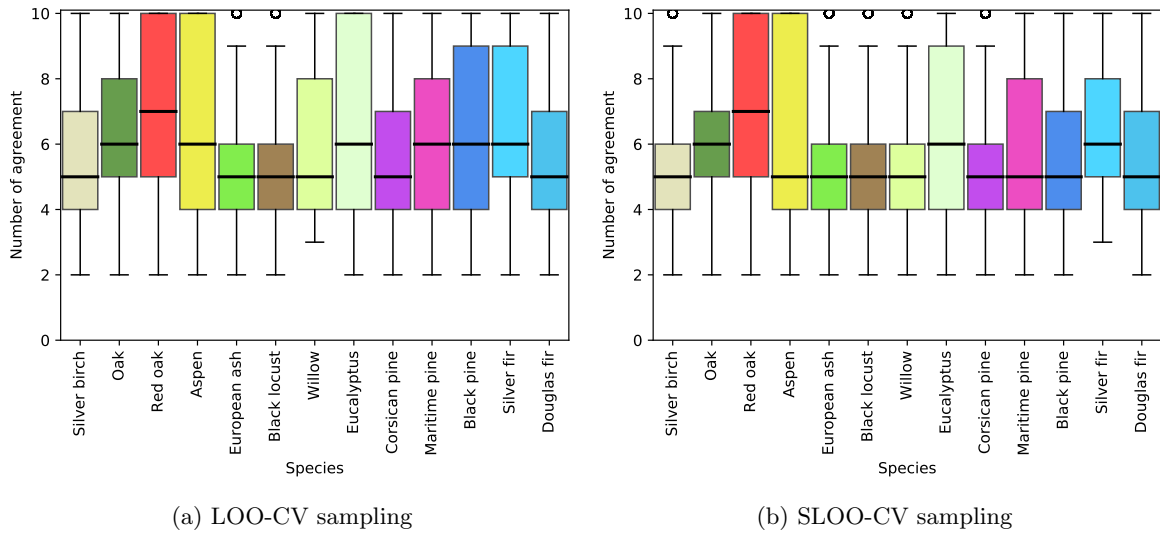 10
8
6
4
2
0
Number of agreement
Silver birch
Oak
Red oak
Aspen
European ash
Black locust
Willow
Eucalyptus
Corsican pine
Maritime pine
Black pine
Silver fir
Douglas fir
Species
(a) LOO-CV sampling
10
8
6
4
2
0
Number of agreement
Silver birch
Oak
Red oak
Aspen
European ash
Black locust
Willow
Eucalyptus
Corsican pine
Maritime pine
Black pine
Silver fir
Douglas fir
Species
(b) SLOO-CV sampling